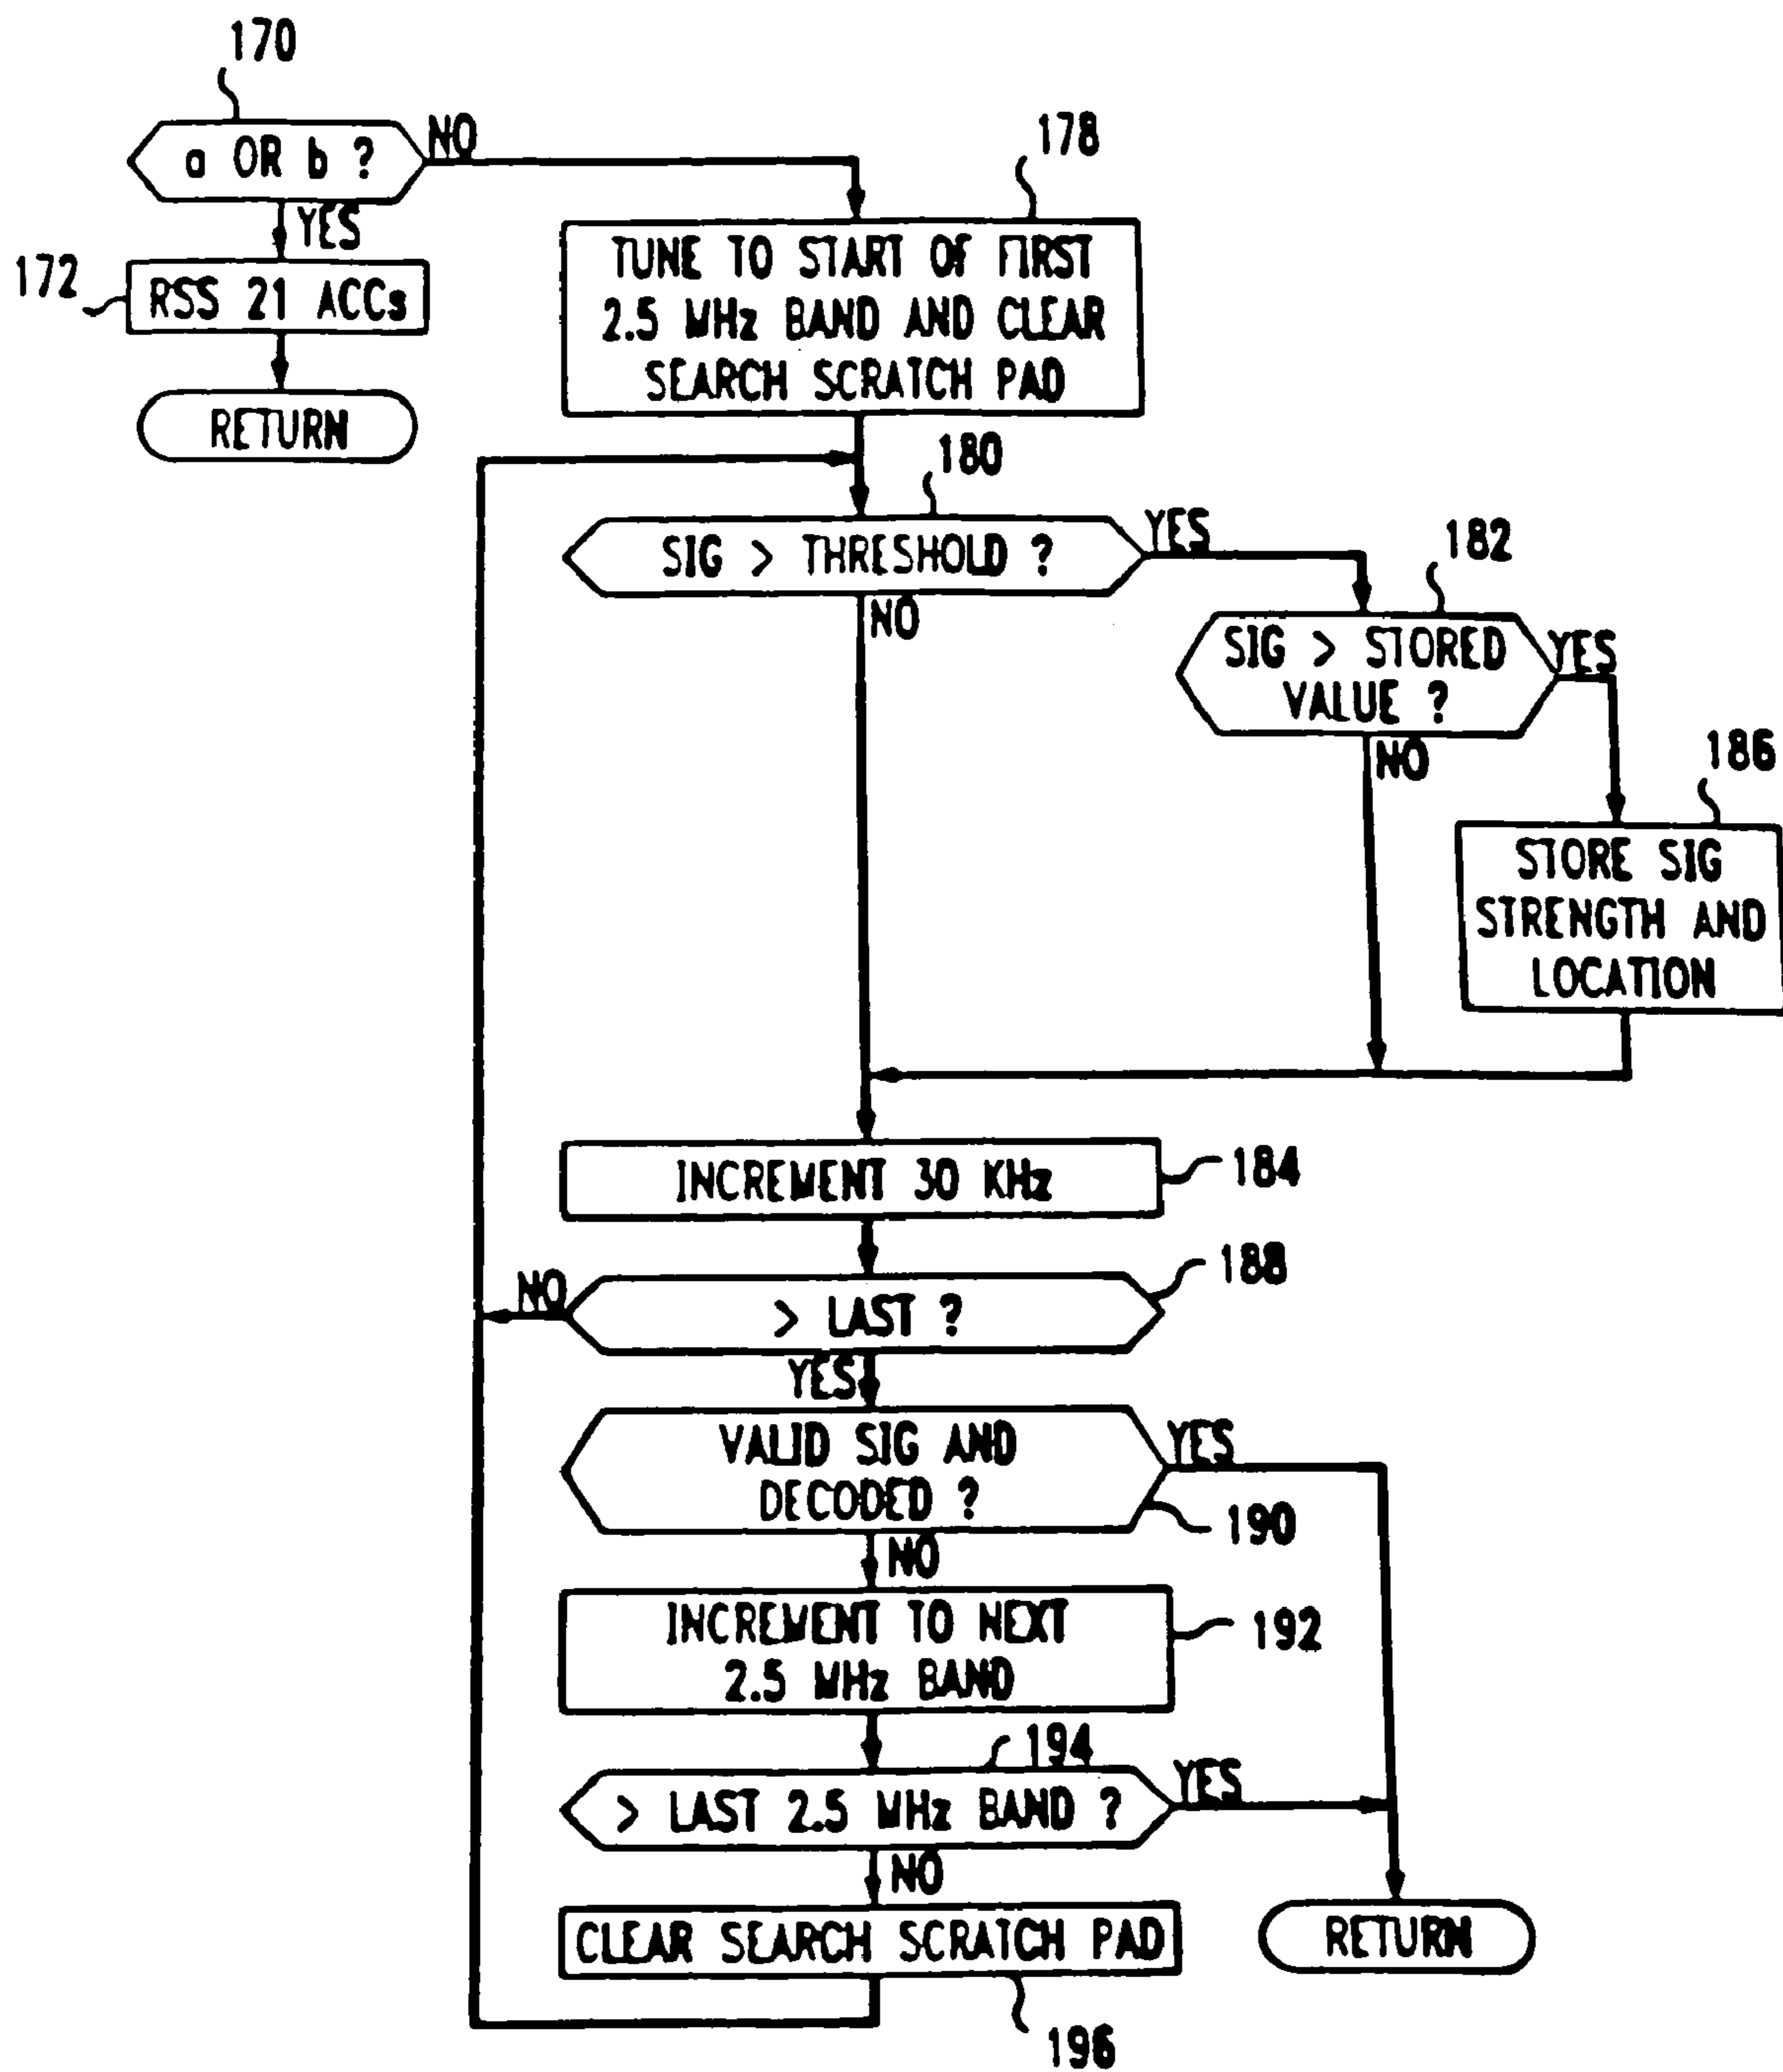 170
a OR b ?
NO
YES
172
RSS 21 ACCs
RETURN
178
TUNE TO START OF FIRST
2.5 MHz BAND AND CLEAR
SEARCH SCRATCH PAD
180
SIG > THRESHOLD ?
YES
NO
182
SIG > STORED
VALUE ?
YES
NO
186
STORE SIG
STRENGTH AND
LOCATION
INCREMENT 30 KHz
184
188
NO
> LAST ?
YES
VALID SIG AND
DECODED ?
YES
190
NO
INCREMENT TO NEXT
2.5 MHz BAND
192
194
> LAST 2.5 MHz BAND ?
YES
NO
CLEAR SEARCH SCRATCH PAD
RETURN
196